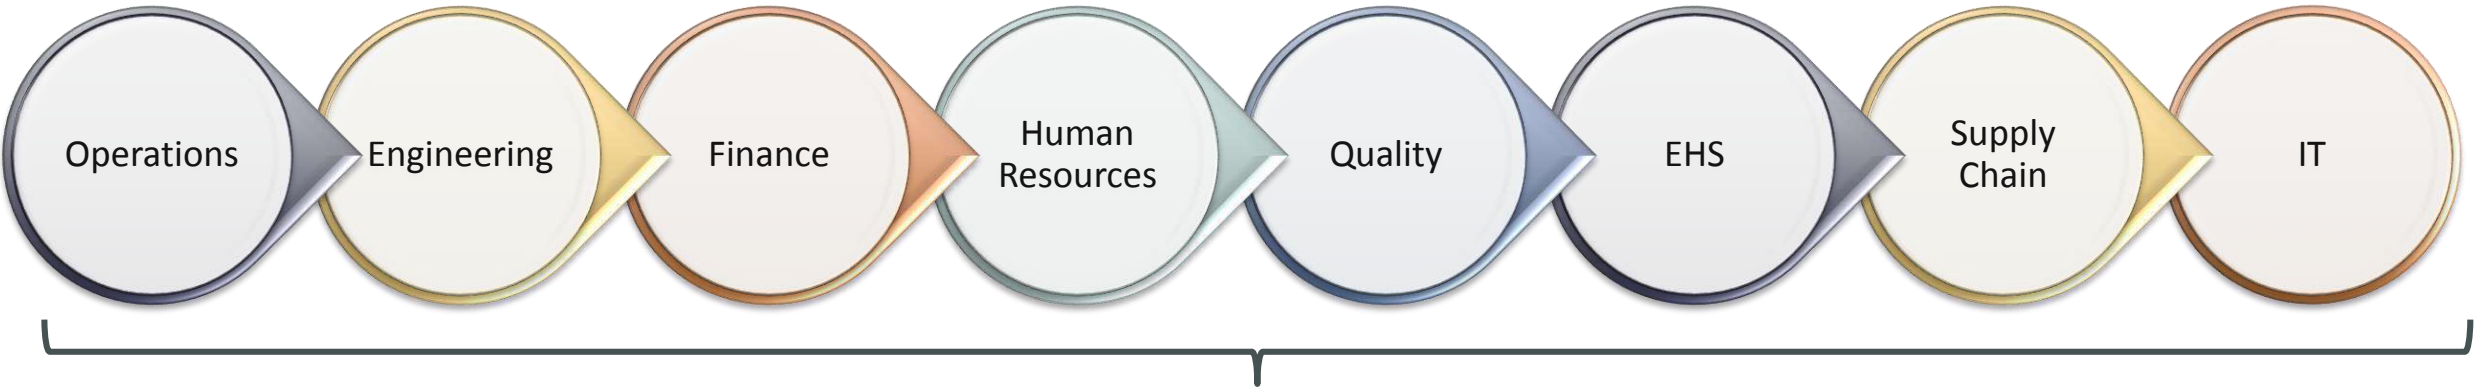 Operations
Engineering
Finance
Human
Resources
Quality
EHS
Supply
Chain
IT